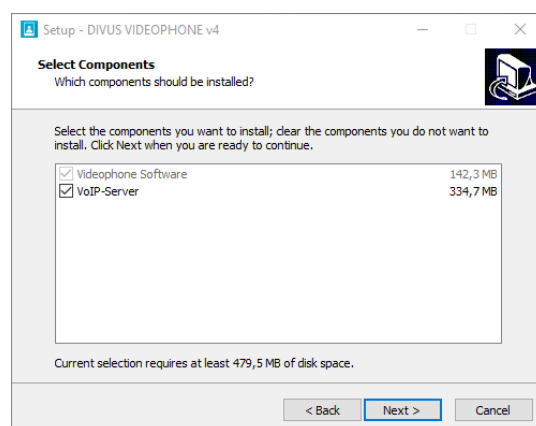 Setup - DIVUS VIDEOPHONE v4
Select Components
Which components should be installed?
Select the components you want to install; clear the components you do not want to
install. Click Next when you are ready to continue.
Videophone Software 142,3 MB
VoIP-Server 334,7 MB
Current selection requires at least 479,5 MB of disk space.
< Back Next > Cancel